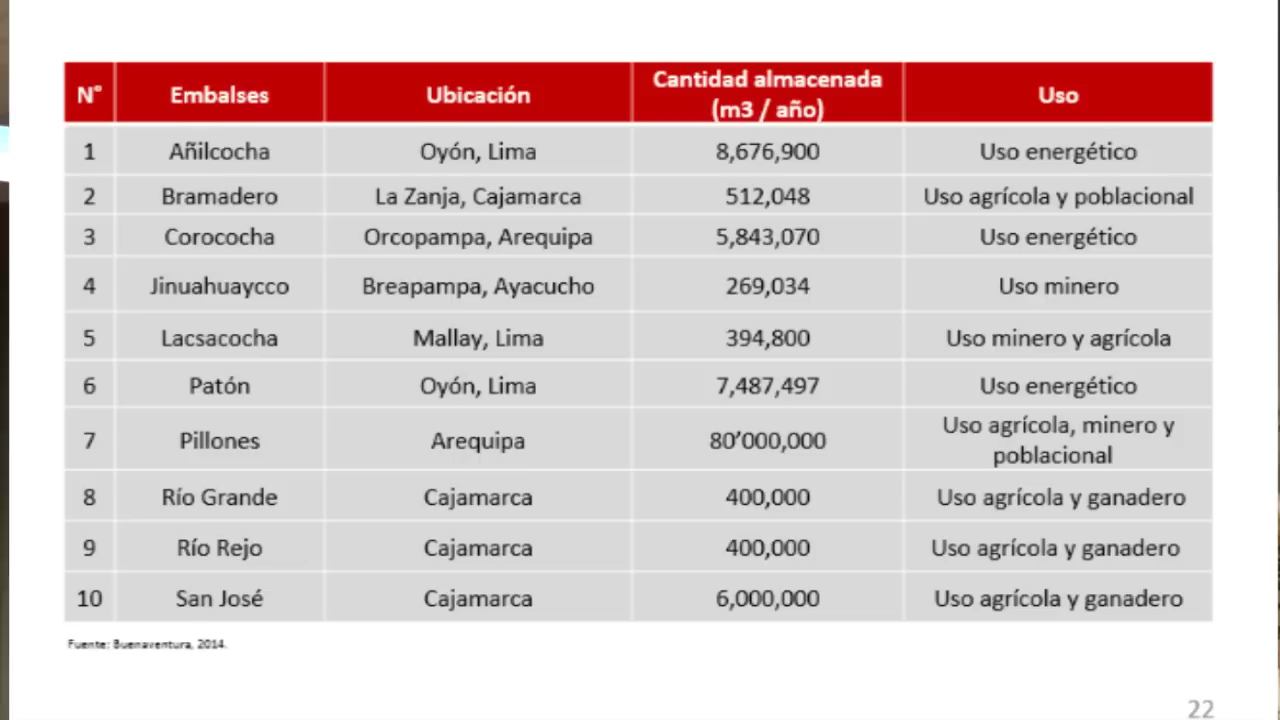 N° Embalses Ubicación Cantidad almacenada (m3 / año) Uso
1 Añilcocha Oyón, Lima 8,676,900 Uso energético
2 Bramadero La Zanja, Cajamarca 512,048 Uso agrícola y poblacional
3 Corococha Orcopampa, Arequipa 5,843,070 Uso energético
4 Jinuahuaycco Breapampa, Ayacucho 269,034 Uso minero
5 Lacsacocha Mallay, Lima 394,800 Uso minero y agrícola
6 Patón Oyón, Lima 7,487,497 Uso energético
7 Pillones Arequipa 80’000,000 Uso agrícola, minero y poblacional
8 Río Grande Cajamarca 400,000 Uso agrícola y ganadero
9 Río Rejo Cajamarca 400,000 Uso agrícola y ganadero
10 San José Cajamarca 6,000,000 Uso agrícola y ganadero
Fuente: Buenaventura, 2014.
22